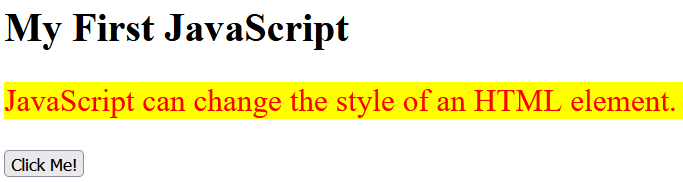 My First JavaScript
JavaScript can change the style of an HTML element.
Click Me!